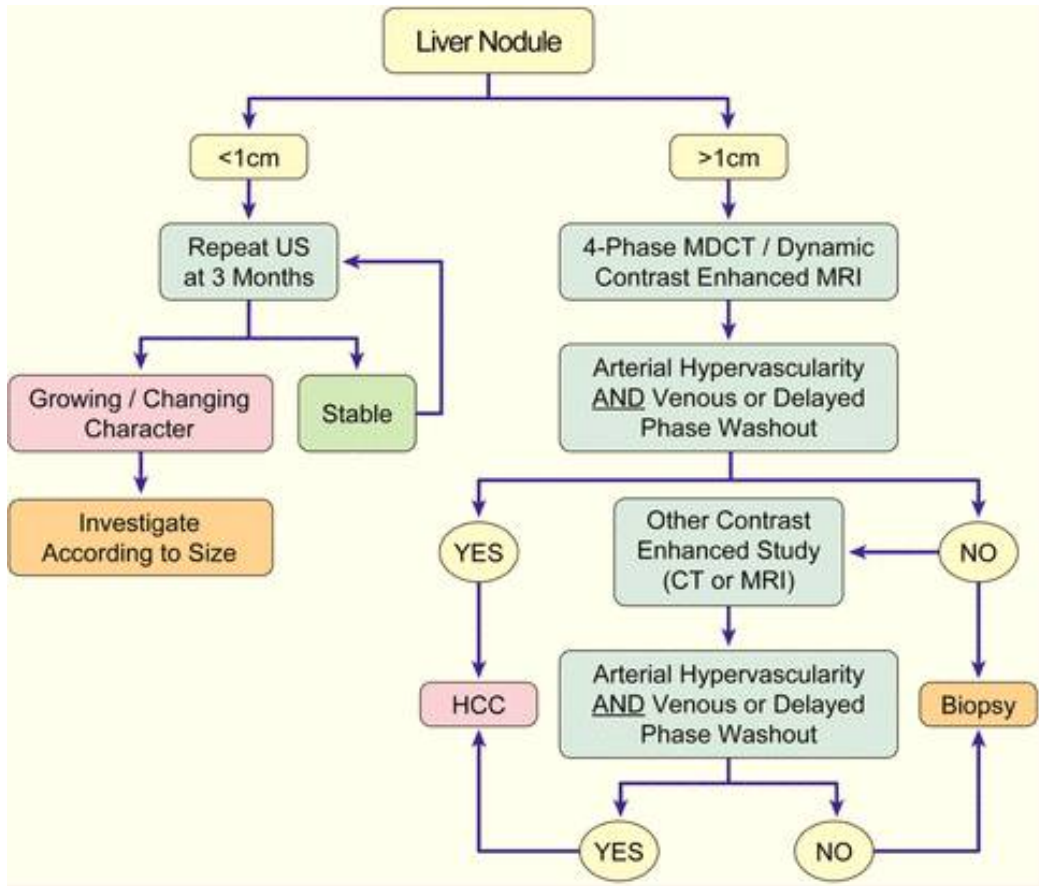 Liver Nodule
<1cm
>1cm
Repeat US
at 3 Months
4-Phase MDCT / Dynamic
Contrast Enhanced MRI
Growing / Changing
Character
Stable
Arterial Hypervascularity
AND Venous or Delayed
Phase Washout
Investigate
According to Size
YES
Other Contrast
Enhanced Study
(CT or MRI)
NO
HCC
Arterial Hypervascularity
AND Venous or Delayed
Phase Washout
Biopsy
YES
NO